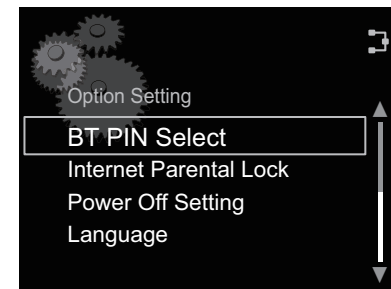 Option Setting
BT PIN Select
Internet Parental Lock
Power Off Setting
Language